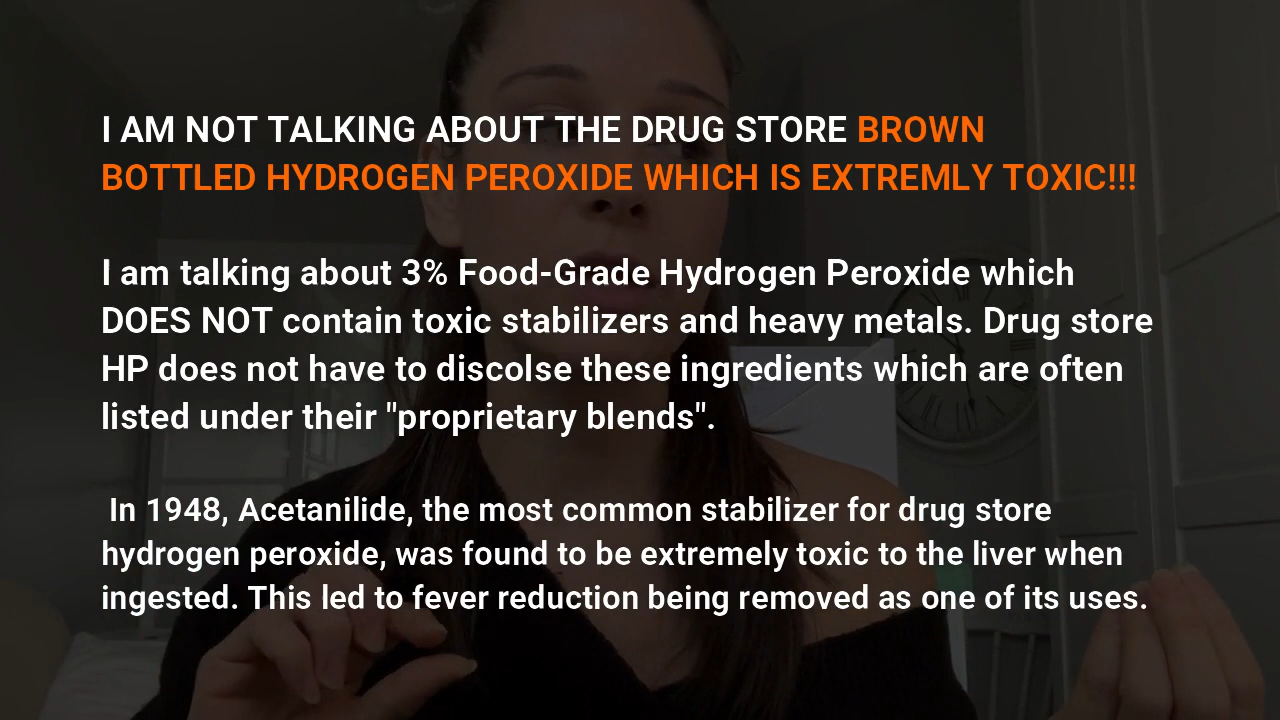 I AM NOT TALKING ABOUT THE DRUG STORE BROWN
BOTTLED HYDROGEN PEROXIDE WHICH IS EXTREMLY TOXIC!!!
I am talking about 3% Food-Grade Hydrogen Peroxide which
DOES NOT contain toxic stabilizers and heavy metals. Drug store
HP does not have to discolse these ingredients which are often
listed under their "proprietary blends".
In 1948, Acetanilide, the most common stabilizer for drug store
hydrogen peroxide, was found to be extremely toxic to the liver when
ingested. This led to fever reduction being removed as one of its uses.